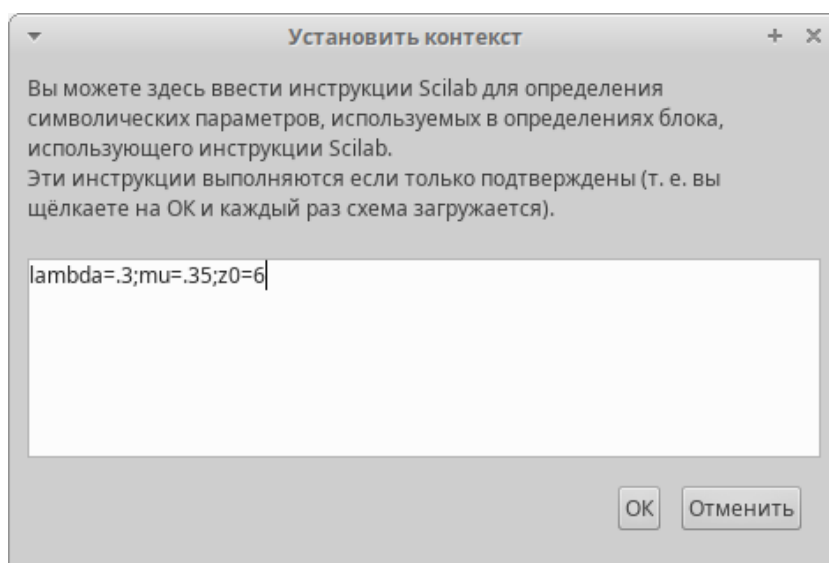 Установить контекст
Вы можете здесь ввести инструкции Scilab для определения
символических параметров, используемых в определениях блока,
использующего инструкции Scilab.
Эти инструкции выполняются если только подтверждены (т. е. вы
щёлкаете на ОК и каждый раз схема загружается).
lambda=.3;mu=.35;z0=6
ОК Отменить